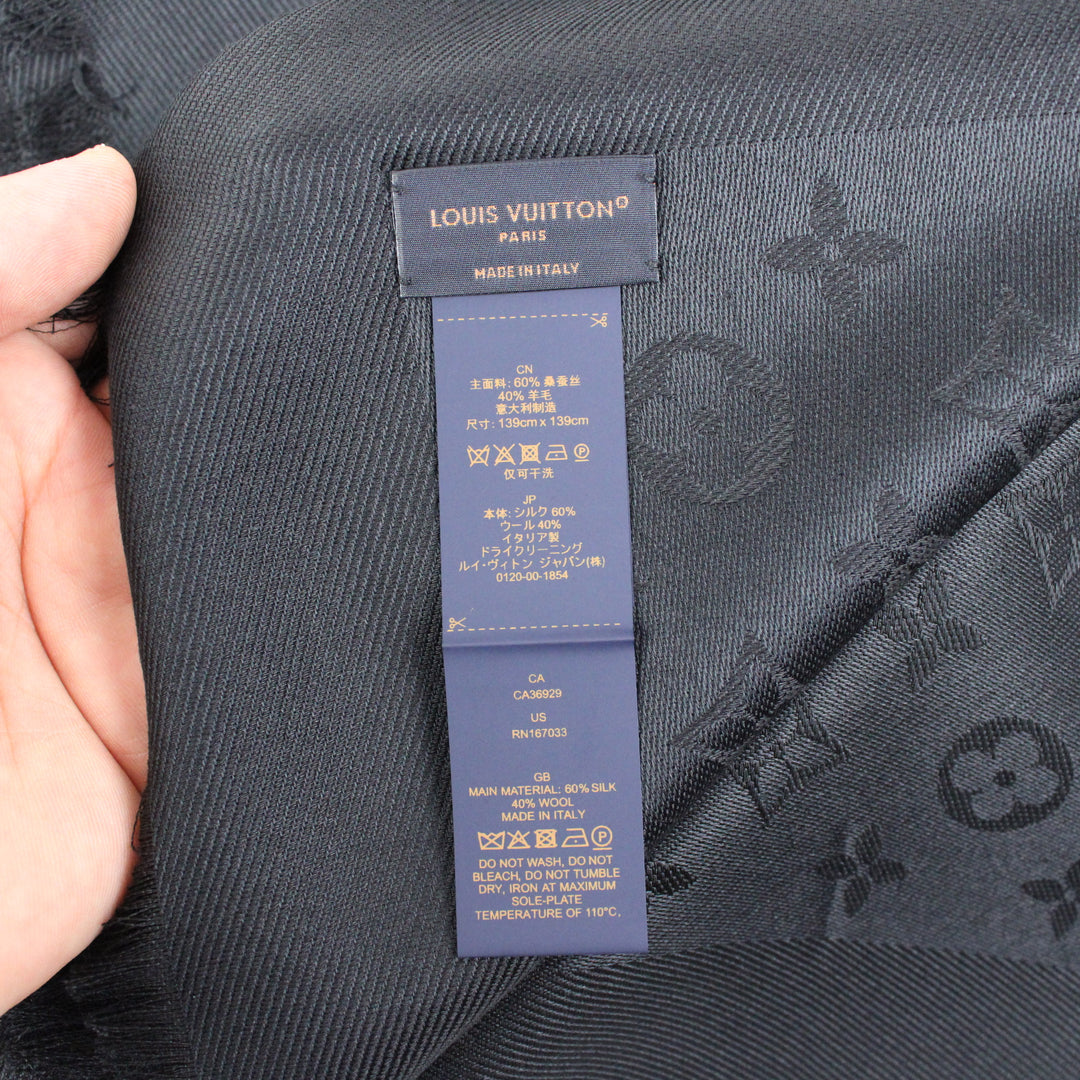 LOUIS VUITTON®
PARIS
MADE IN ITALY
CN
主面料: 60% 桑蚕丝
40% 羊毛
意大利制造
尺寸: 139cm x 139cm
P
仅可干洗
JP
本体: シルク 60%
ウール 40%
イタリア製
ドライクリーニング
ルイ・ヴィトン ジャパン(株)
0120-00-1854
CA
CA36929
US
RN167033
GB
MAIN MATERIAL: 60% SILK
40% WOOL
MADE IN ITALY
P
DO NOT WASH, DO NOT
BLEACH, DO NOT TUMBLE
DRY, IRON AT MAXIMUM
SOLE-PLATE
TEMPERATURE OF 110°C,